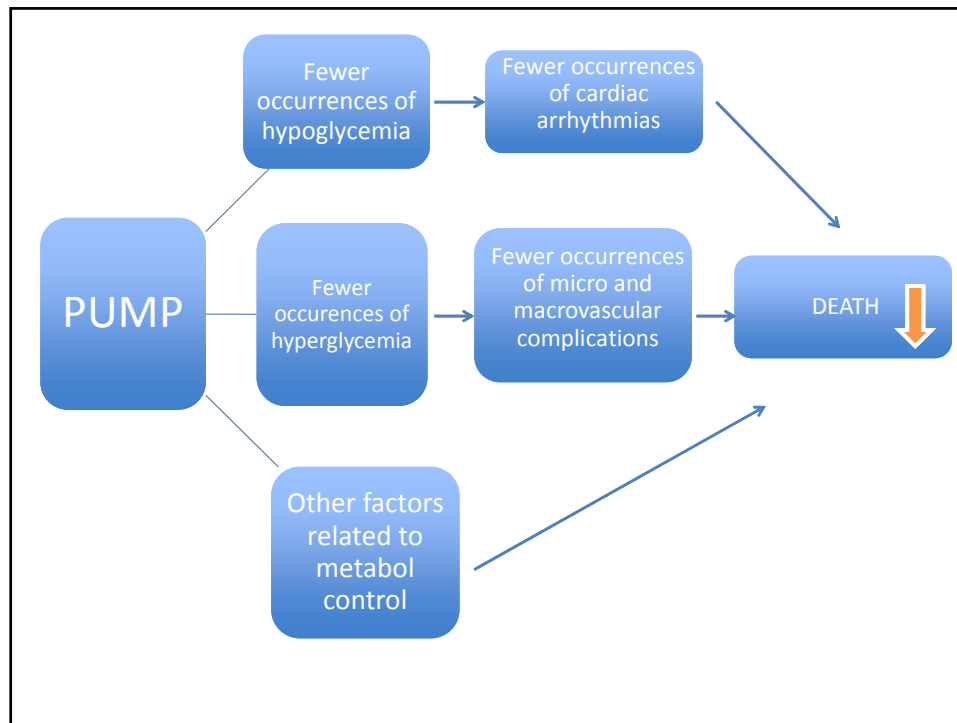 Fewer
occurrences of
hypoglycemia
Fewer occurrences
of cardiac
arrhythmias
PUMP
Fewer
occurences of
hyperglycemia
Fewer occurrences
of micro and
macrovascular
complications
DEATH
Other factors
related to
metabol
control